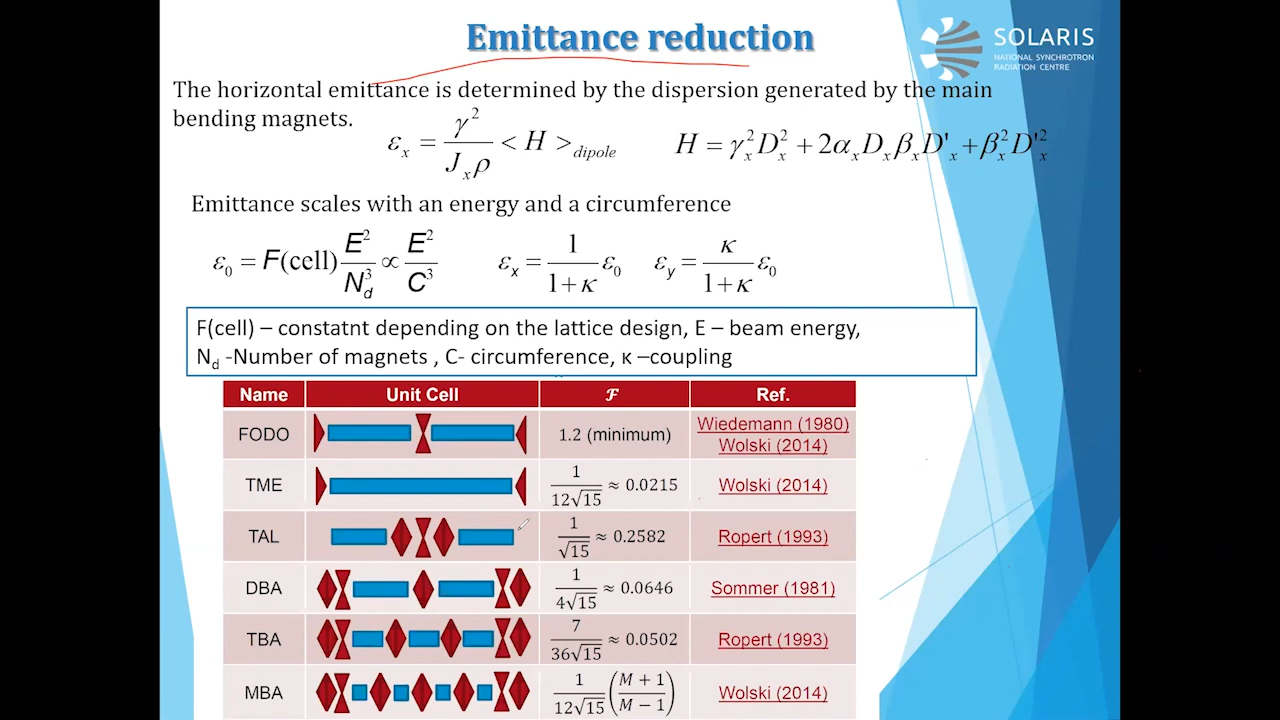 Emittance reduction
SOLARIS
NATIONAL SYNCHROTRON
RADIATION CENTRE
The horizontal emittance is determined by the dispersion generated by the main
bending magnets.
ε_x = γ² / (J_x ρ) < H >_dipole
H = γ_x² D_x² + 2α_x D_x β_x D'_x + β_x² D'_x²
Emittance scales with an energy and a circumference
ε₀ = F(cell) E² / N_d³ ∝ E² / C³
ε_x = 1 / (1+κ) ε₀
ε_y = κ / (1+κ) ε₀
F(cell) – constatnt depending on the lattice design, E – beam energy,
N_d -Number of magnets , C- circumference, κ –coupling
Name Unit Cell ℱ Ref.
FODO 1.2 (minimum) Wiedemann (1980)
Wolski (2014)
TME 1/(12√15) ≈ 0.0215 Wolski (2014)
TAL 1/√15 ≈ 0.2582 Ropert (1993)
DBA 1/(4√15) ≈ 0.0646 Sommer (1981)
TBA 7/(36√15) ≈ 0.0502 Ropert (1993)
MBA 1/(12√15) ((M + 1)/(M − 1)) Wolski (2014)